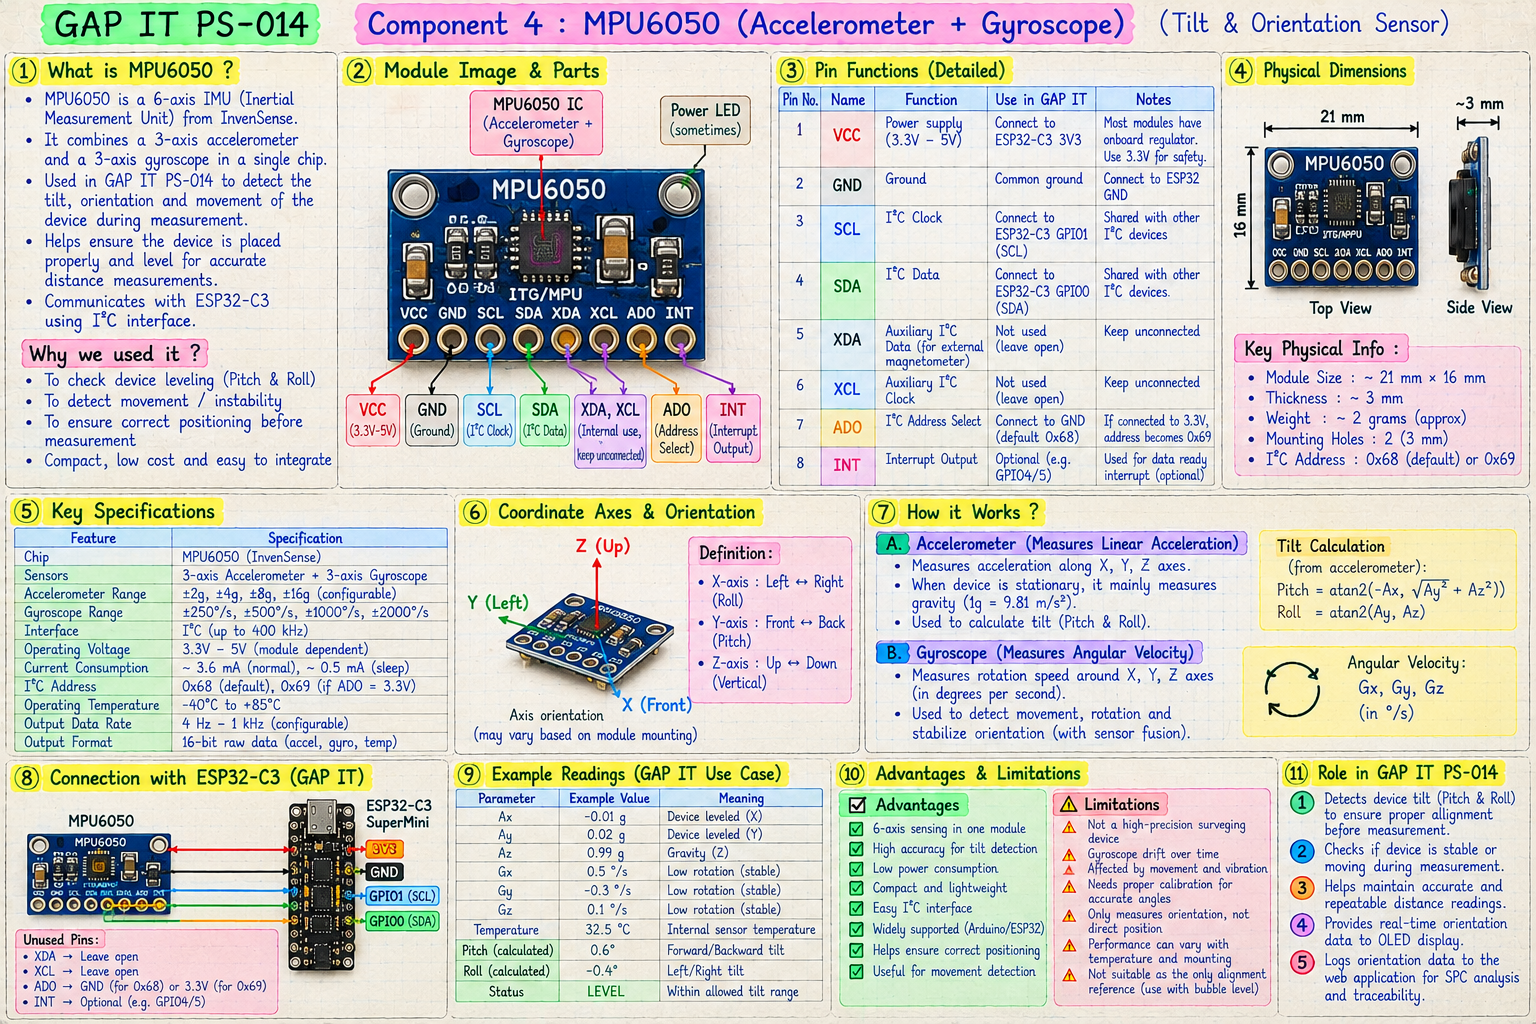 GAP IT PS-014
Component 4 : MPU6050 (Accelerometer + Gyroscope)
(Tilt & Orientation Sensor)
1 What is MPU6050 ?
• MPU6050 is a 6-axis IMU (Inertial
Measurement Unit) from InvenSense.
• It combines a 3-axis accelerometer
and a 3-axis gyroscope in a single chip.
• Used in GAP IT PS-014 to detect the
tilt, orientation and movement of the
device during measurement.
• Helps ensure the device is placed
properly and level for accurate
distance measurements.
• Communicates with ESP32-C3
using I²C interface.
Why we used it ?
• To check device leveling (Pitch & Roll)
• To detect movement / instability
• To ensure correct positioning before
measurement
• Compact, low cost and easy to integrate
2 Module Image & Parts
MPU6050 IC
(Accelerometer +
Gyroscope)
Power LED
(sometimes)
MPU6050
ITG/MPU
VCC GND SCL SDA XDA XCL ADO INT
VCC
(3.3V-5V)
GND
(Ground)
SCL
(I²C Clock)
SDA
(I²C Data)
XDA, XCL
(Internal use,
keep unconnected)
ADO
(Address
Select)
INT
(Interrupt
Output)
3 Pin Functions (Detailed)
Pin No. Name Function Use in GAP IT Notes
1 VCC Power supply (3.3V – 5V) Connect to ESP32-C3 3V3 Most modules have onboard regulator. Use 3.3V for safety.
2 GND Ground Common ground Connect to ESP32 GND
3 SCL I²C Clock Connect to ESP32-C3 GPIO1 (SCL) Shared with other I²C devices
4 SDA I²C Data Connect to ESP32-C3 GPIO0 (SDA) Shared with other I²C devices.
5 XDA Auxiliary I²C Data (for external magnetometer) Not used (leave open) Keep unconnected
6 XCL Auxiliary I²C Clock Not used (leave open) Keep unconnected
7 ADO I²C Address Select Connect to GND (default 0x68) If connected to 3.3V, address becomes 0x69
8 INT Interrupt Output Optional (e.g. GPIO4/5) Used for data ready interrupt (optional)
4 Physical Dimensions
~3 mm
21 mm
16 mm
MPU6050
SCL XCL ADO INT
Top View
Side View
Key Physical Info :
• Module Size : ~ 21 mm × 16 mm
• Thickness : ~ 3 mm
• Weight : ~ 2 grams (approx)
• Mounting Holes : 2 (3 mm)
• I²C Address : 0x68 (default) or 0x69
5 Key Specifications
Feature Specification
Chip MPU6050 (InvenSense)
Sensors 3-axis Accelerometer + 3-axis Gyroscope
Accelerometer Range ±2g, ±4g, ±8g, ±16g (configurable)
Gyroscope Range ±250°/s, ±500°/s, ±1000°/s, ±2000°/s
Interface I²C (up to 400 kHz)
Operating Voltage 3.3V – 5V (module dependent)
Current Consumption ~ 3.6 mA (normal), ~ 0.5 mA (sleep)
I²C Address 0x68 (default), 0x69 (if ADO = 3.3V)
Operating Temperature -40°C to +85°C
Output Data Rate 4 Hz – 1 kHz (configurable)
Output Format 16-bit raw data (accel, gyro, temp)
6 Coordinate Axes & Orientation
Z (Up)
Y (Left)
X (Front)
MPU6050
Axis orientation
(may vary based on module mounting)
Definition:
• X-axis : Left ↔ Right
(Roll)
• Y-axis : Front ↔ Back
(Pitch)
• Z-axis : Up ↔ Down
(Vertical)
7 How it Works ?
A. Accelerometer (Measures Linear Acceleration)
• Measures acceleration along X, Y, Z axes.
• When device is stationary, it mainly measures
gravity (1g = 9.81 m/s²).
• Used to calculate tilt (Pitch & Roll).
B. Gyroscope (Measures Angular Velocity)
• Measures rotation speed around X, Y, Z axes
(in degrees per second).
• Used to detect movement, rotation and
stabilize orientation (with sensor fusion).
Tilt Calculation
(from accelerometer):
Pitch = atan2(-Ax, √Ay² + Az²))
Roll = atan2(Ay, Az)
Angular Velocity:
Gx, Gy, Gz
(in °/s)
8 Connection with ESP32-C3 (GAP IT)
MPU6050
MPU6050
ESP32-C3
SuperMini
3V3
GND
GPIO1 (SCL)
GPIO0 (SDA)
Unused Pins:
• XDA → Leave open
• XCL → Leave open
• ADO → GND (for 0x68) or 3.3V (for 0x69)
• INT → Optional (e.g. GPIO4/5)
9 Example Readings (GAP IT Use Case)
Parameter Example Value Meaning
Ax -0.01 g Device leveled (X)
Ay 0.02 g Device leveled (Y)
Az 0.99 g Gravity (Z)
Gx 0.5 °/s Low rotation (stable)
Gy -0.3 °/s Low rotation (stable)
Gz 0.1 °/s Low rotation (stable)
Temperature 32.5 °C Internal sensor temperature
Pitch (calculated) 0.6° Forward/Backward tilt
Roll (calculated) -0.4° Left/Right tilt
Status LEVEL Within allowed tilt range
10 Advantages & Limitations
Advantages
6-axis sensing in one module
High accuracy for tilt detection
Low power consumption
Compact and lightweight
Easy I²C interface
Widely supported (Arduino/ESP32)
Helps ensure correct positioning
Useful for movement detection
Limitations
Not a high-precision surveying
device
Gyroscope drift over time
Affected by movement and vibration
Needs proper calibration for
accurate angles
Only measures orientation, not
direct position
Performance can vary with
temperature and mounting
Not suitable as the only alignment
reference (use with bubble level)
11 Role in GAP IT PS-014
1 Detects device tilt (Pitch & Roll)
to ensure proper allignment
before measurement.
2 Checks if device is stable or
moving during measurement.
3 Helps maintain accurate and
repeatable distance readings.
4 Provides real-time orientation
data to OLED display.
5 Logs orientation data to the
web application for SPC analysis
and traceability.